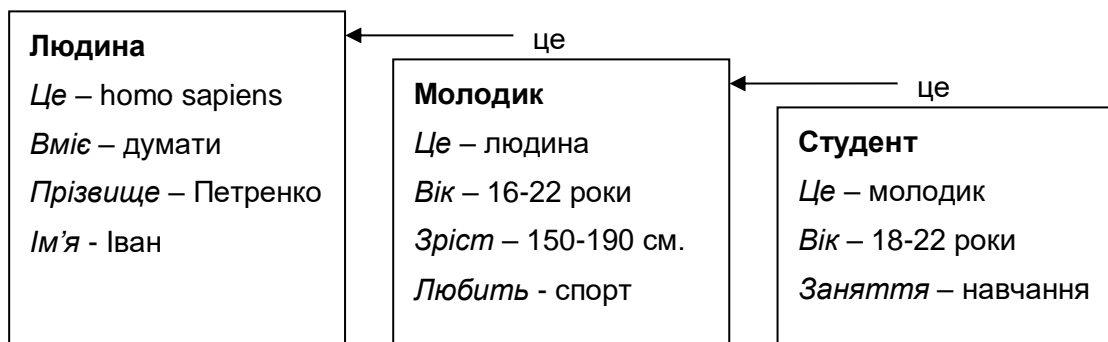 Людина
Це – homo sapiens
Вміє – думати
Прізвище – Петренко
Ім’я - Іван
це
Молодик
Це – людина
Вік – 16-22 роки
Зріст – 150-190 см.
Любить - спорт
це
Студент
Це – молодик
Вік – 18-22 роки
Заняття – навчання